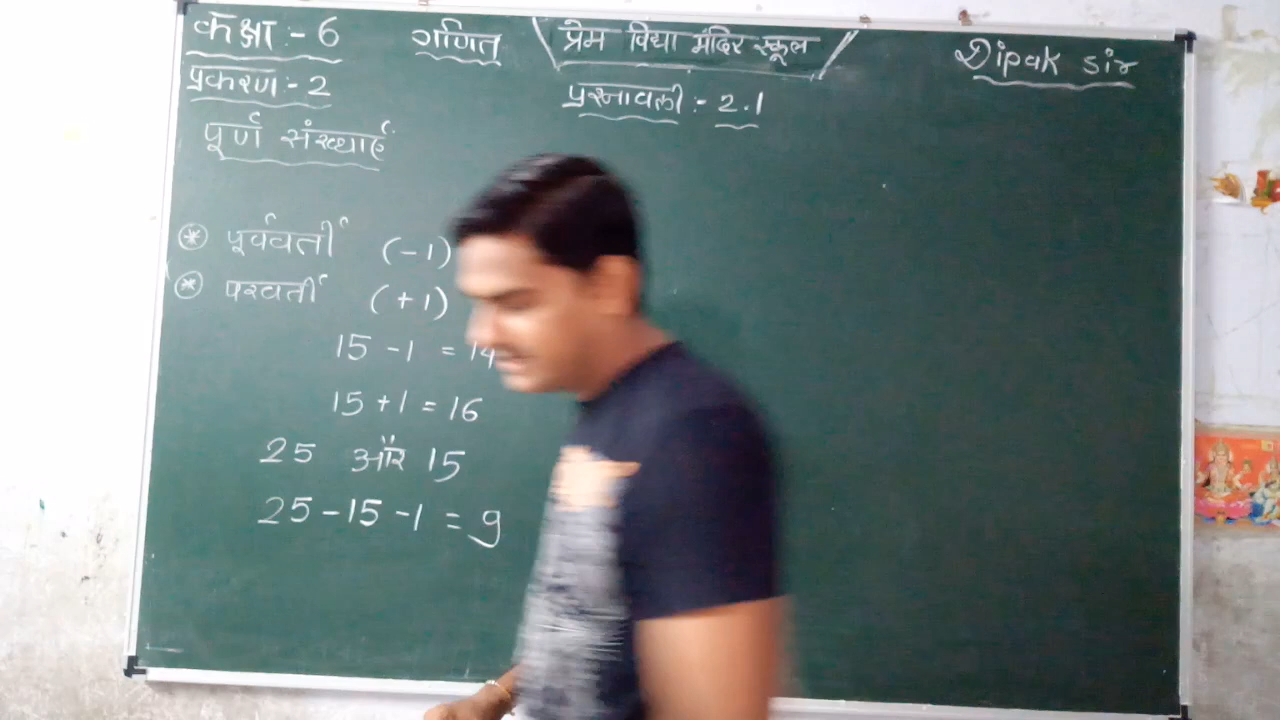 कक्षा :- 6 गणित प्रेम विद्या मंदिर स्कूल Dipak sir
प्रकरण :- 2 प्रश्नावली :- 2.1
पूर्ण संख्याएँ
* पूर्ववर्ती (-1)
* परवर्ती (+1)
15 -1 = 14
15 +1 = 16
25 और 15
25 - 15 - 1 = 9